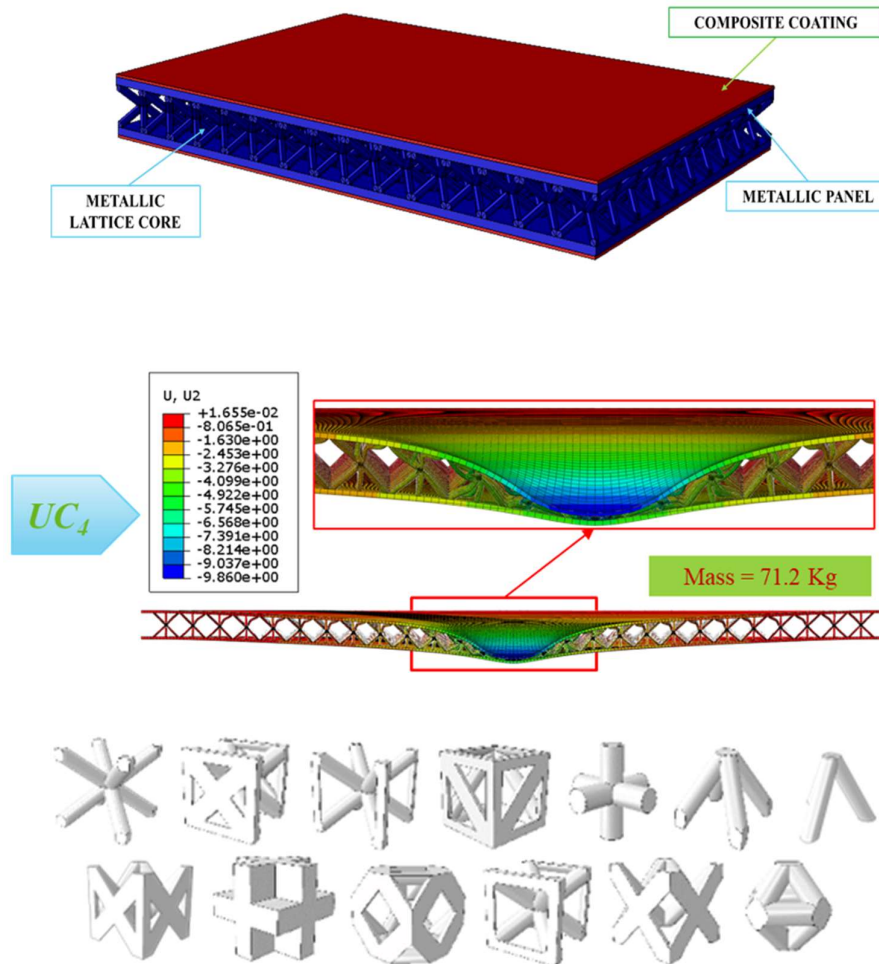 COMPOSITE COATING
METALLIC
LATTICE CORE
METALLIC PANEL
UC4
U, U2
+1.655e-02
-8.065e-01
-1.630e+00
-2.453e+00
-3.276e+00
-4.099e+00
-4.922e+00
-5.745e+00
-6.568e+00
-7.391e+00
-8.214e+00
-9.037e+00
-9.860e+00
Mass = 71.2 Kg